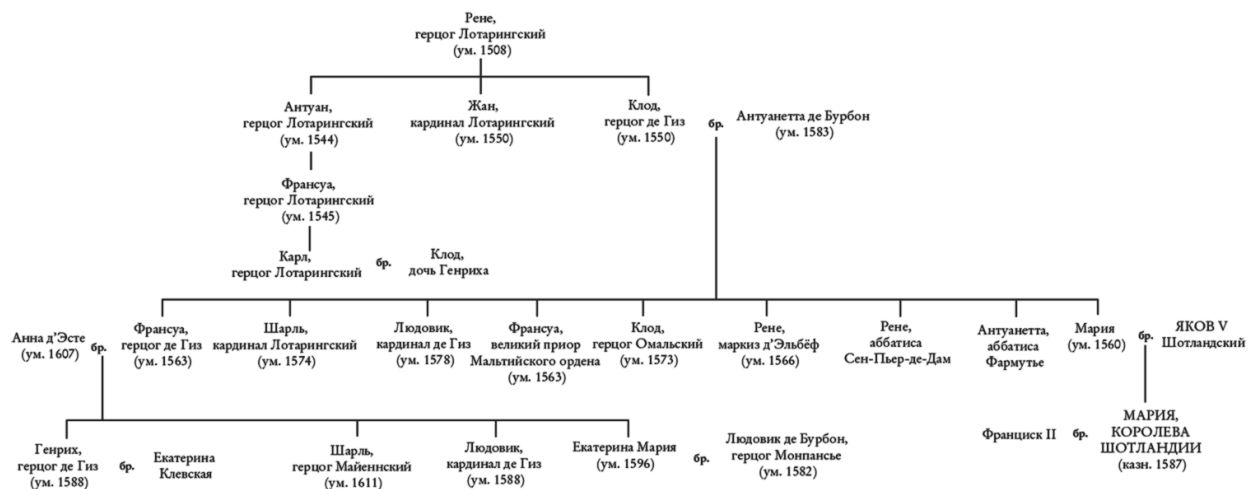 Рене,
герцог Лотарингский
(ум. 1508)
Антуан,
герцог Лотарингский
(ум. 1544)
Жан,
кардинал Лотарингский
(ум. 1550)
Клод,
герцог де Гиз
(ум. 1550)
бр.
Антуанетта де Бурбон
(ум. 1583)
Франсуа,
герцог Лотарингский
(ум. 1545)
Карл,
герцог Лотарингский
бр.
Клод,
дочь Генриха
Анна д’Эсте
(ум. 1607)
бр.
Франсуа,
герцог де Гиз
(ум. 1563)
Шарль,
кардинал Лотарингский
(ум. 1574)
Людовик,
кардинал де Гиз
(ум. 1578)
Франсуа,
великий приор
Мальтийского ордена
(ум. 1563)
Клод,
герцог Омальский
(ум. 1573)
Рене,
маркиз д’Эльбёф
(ум. 1566)
Рене,
аббатиса
Сен-Пьер-де-Дам
Антуанетта,
аббатиса
Фармутье
Мария
(ум. 1560)
бр.
ЯКОВ V
Шотландский
Генрих,
герцог де Гиз
(ум. 1588)
бр.
Екатерина
Клевская
Шарль,
герцог Майеннский
(ум. 1611)
Людовик,
кардинал де Гиз
(ум. 1588)
Екатерина Мария
(ум. 1596)
бр.
Людовик де Бурбон,
герцог Монпансье
(ум. 1582)
Франциск II
бр.
МАРИЯ,
КОРОЛЕВА
ШОТЛАНДИИ
(казн. 1587)